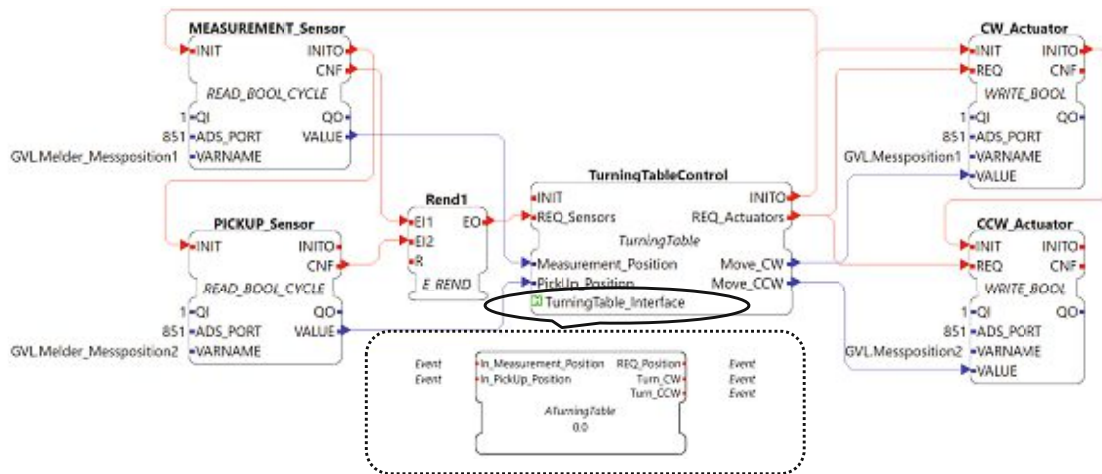 MEASUREMENT_Sensor
INIT INITO
CNF
READ_BOOL_CYCLE
1 QI QO
851 ADS_PORT VALUE
GVL.Melder_Messposition1 VARNAME
PICKUP_Sensor
INIT INITO
CNF
READ_BOOL_CYCLE
1 QI QO
851 ADS_PORT VALUE
GVL.Melder_Messposition2 VARNAME
Rend1
EI1 EO
EI2
R
E_REND
TurningTableControl
INIT INITO
REQ_Sensors REQ_Actuators
TurningTable
Measurement_Position Move_CW
PickUp_Position Move_CCW
TurningTable_Interface
CW_Actuator
INIT INITO
REQ CNF
WRITE_BOOL
1 QI QO
851 ADS_PORT
GVL.Messposition1 VARNAME
VALUE
CCW_Actuator
INIT INITO
REQ CNF
WRITE_BOOL
1 QI QO
851 ADS_PORT
GVL.Messposition2 VARNAME
VALUE
Event In_Measurement_Position REQ_Position Event
Event In_PickUp_Position Turn_CW Event
Turn_CCW Event
ATurningTable
0.0